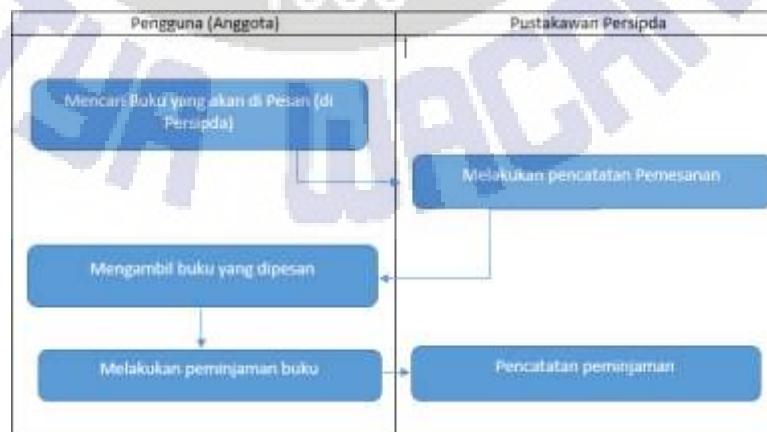 Pengguna (Anggota)
Pustakawan Persipda
Mencari Buku yang akan di Pesan (di
Persipda)
Melakukan pencatatan Pemesanan
Mengambil buku yang dipesan
Melakukan peminjaman buku
Pencatatan peminjaman